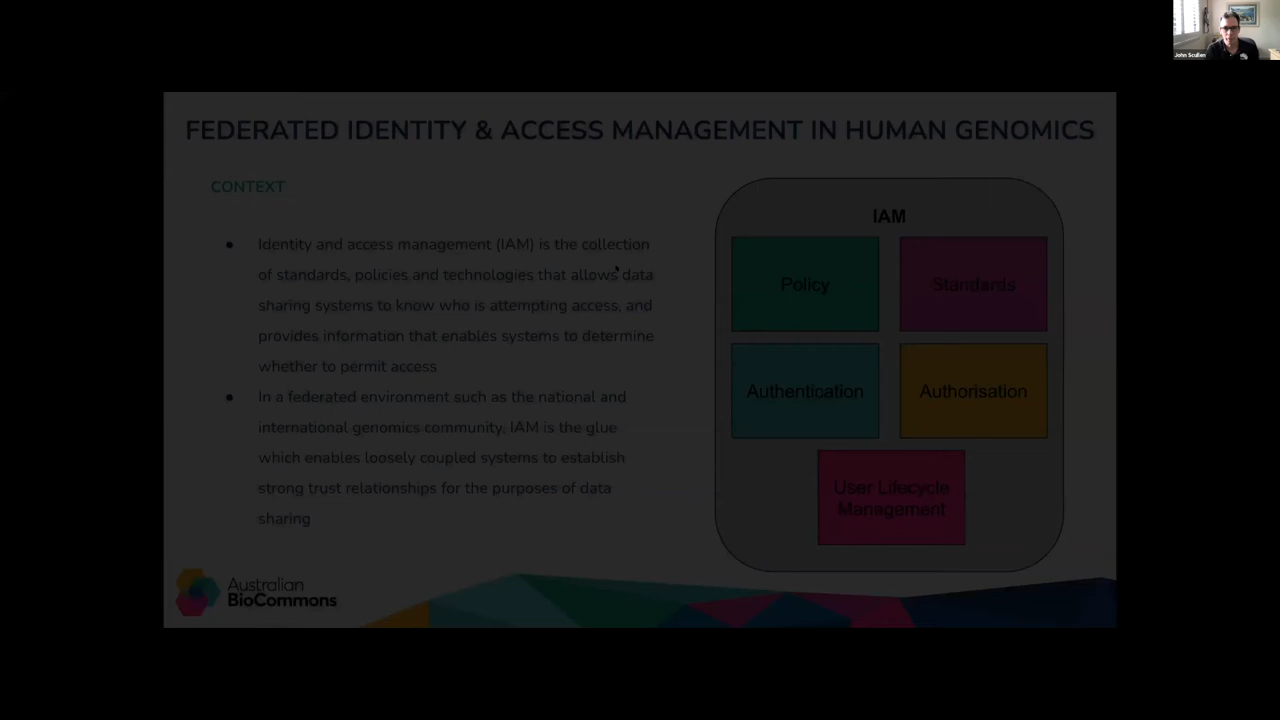 John Scullen
FEDERATED IDENTITY & ACCESS MANAGEMENT IN HUMAN GENOMICS
CONTEXT
● Identity and access management (IAM) is the collection
of standards, policies and technologies that allows data
sharing systems to know who is attempting access, and
provides information that enables systems to determine
whether to permit access
● In a federated environment such as the national and
international genomics community, IAM is the glue
which enables loosely coupled systems to establish
strong trust relationships for the purposes of data
sharing
IAM
Policy
Standards
Authentication
Authorisation
User Lifecycle
Management
Australian
BioCommons